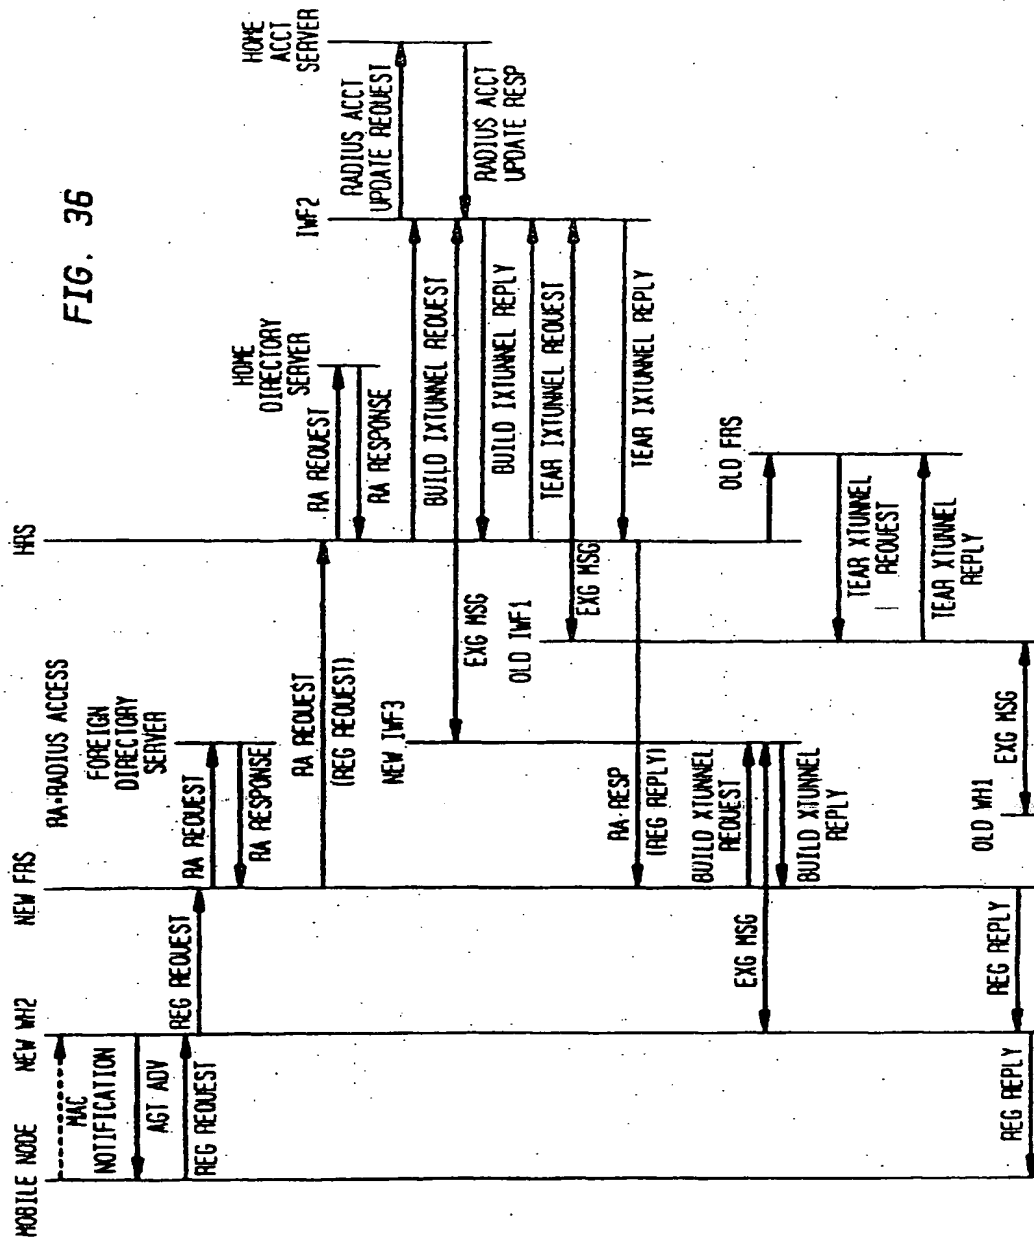 FIG. 36
MOBILE NODE
NEW WH2
NEW FRS
RA=RADIUS ACCESS
FOREIGN
DIRECTORY
SERVER
HRS
HOME
DIRECTORY
SERVER
IWF2
HOME
ACCT
SERVER
MAC
NOTIFICATION
AGT ADV
REG REQUEST
REG REQUEST
RA REQUEST
RA RESPONSE
RA REQUEST
(REG REQUEST)
RA REQUEST
RA RESPONSE
RADIUS ACCT
UPDATE REQUEST
RADIUS ACCT
UPDATE RESP
BUILD IXTUNNEL REQUEST
NEW IWF3
EXG MSG
BUILD IXTUNNEL REPLY
TEAR IXTUNNEL REQUEST
OLD IWF1
EXG MSG
TEAR IXTUNNEL REPLY
RA-RESP
(REG REPLY)
BUILD XTUNNEL
REQUEST
EXG MSG
BUILD XTUNNEL
REPLY
OLD FRS
TEAR XTUNNEL
REQUEST
TEAR XTUNNEL
REPLY
OLD WH1
EXG MSG
REG REPLY
REG REPLY